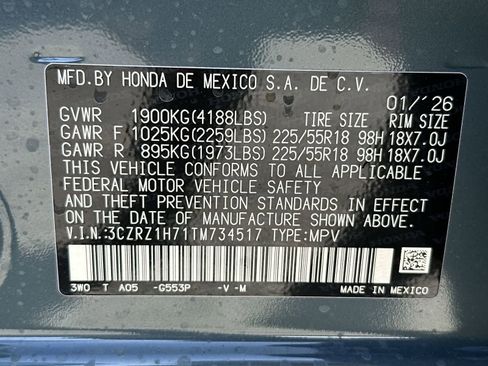 MFD.BY HONDA DE MEXICO S.A. DE C.V.
01/'26
GVWR 1900KG(4188LBS) TIRE SIZE RIM SIZE
GAWR F 1025KG(2259LBS) 225/55R18 98H 18X7.0J
GAWR R 895KG(1973LBS) 225/55R18 98H 18X7.0J
THIS VEHICLE CONFORMS TO ALL APPLICABLE
FEDERAL MOTOR VEHICLE SAFETY
AND THEFT PREVENTION STANDARDS IN EFFECT ON
THE DATE OF MANUFACTURE SHOWN ABOVE.
V.I.N.:3CZRZ1H71TM734517 TYPE:MPV
3W0 T A05 -G553P -V-M MADE IN MEXICO